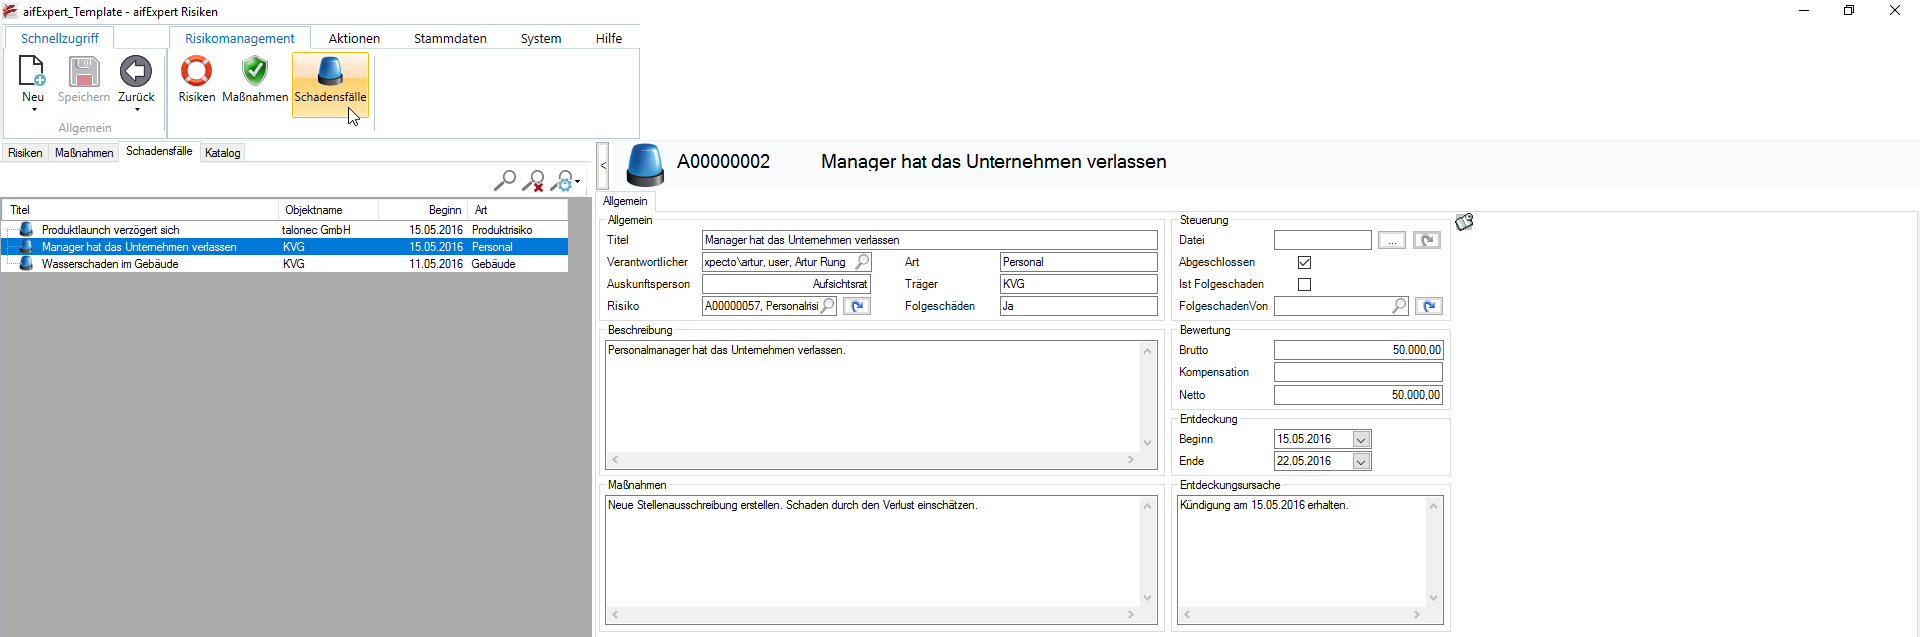 aifExpert_Template - aifExpert Risiken
Schnellzugriff
Risikomanagement
Aktionen
Stammdaten
System
Hilfe
Neu
Speichern
Zurück
Risiken
Maßnahmen
Schadensfälle
Allgemein
Risiken
Maßnahmen
Schadensfälle
Katalog
Titel Objektname Beginn Art
Produktlaunch verzögert sich talonec GmbH 15.05.2016 Produktrisiko
Manager hat das Unternehmen verlassen KVG 15.05.2016 Personal
Wasserschaden im Gebäude KVG 11.05.2016 Gebäude
<
A00000002 Manager hat das Unternehmen verlassen
Allgemein
Allgemein
Titel Manager hat das Unternehmen verlassen
Verantwortlicher xpecto\artur, user, Artur Rung Art Personal
Auskunftsperson Aufsichtsrat Träger KVG
Risiko A00000057, Personalrisi Folgeschäden Ja
Beschreibung
Personalmanager hat das Unternehmen verlassen.
Maßnahmen
Neue Stellenausschreibung erstellen. Schaden durch den Verlust einschätzen.
Steuerung
Datei ...
Abgeschlossen
Ist Folgeschaden
FolgeschadenVon
Bewertung
Brutto 50.000,00
Kompensation
Netto 50.000,00
Entdeckung
Beginn 15.05.2016
Ende 22.05.2016
Entdeckungsursache
Kündigung am 15.05.2016 erhalten.